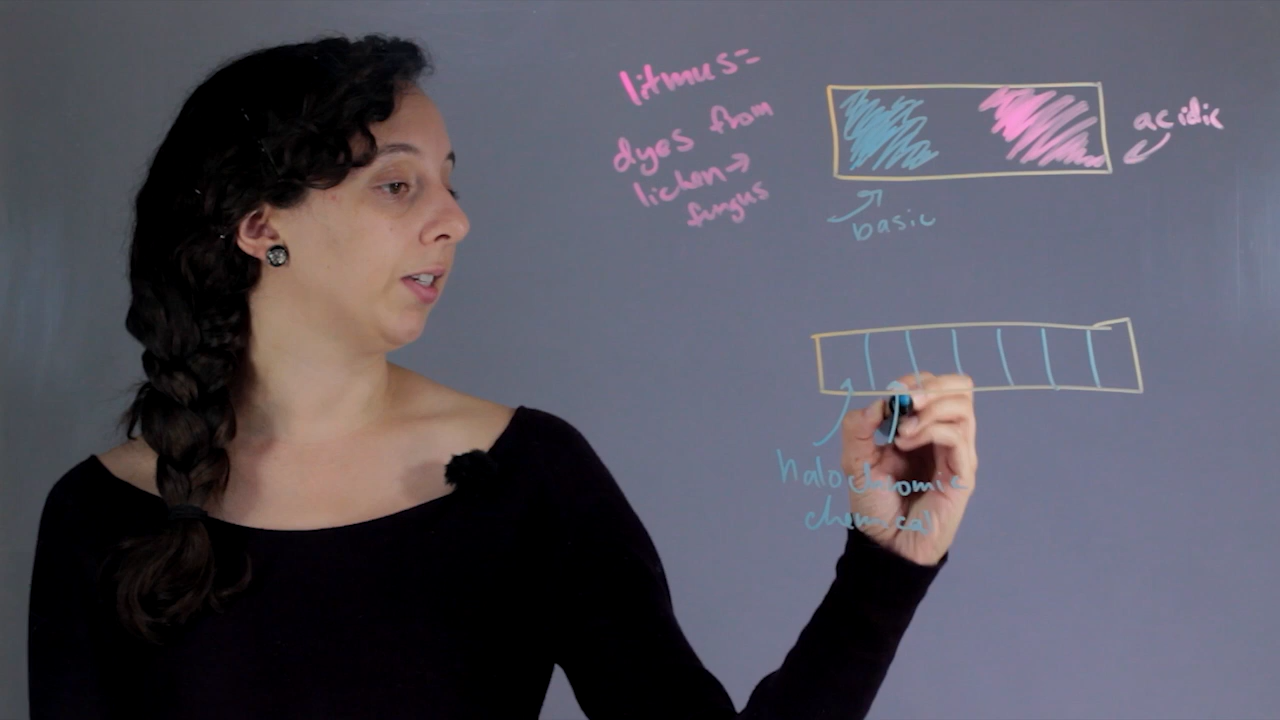 litmus=
dyes from
lichen→
fungus
acidic
basic
halochromic
chemical